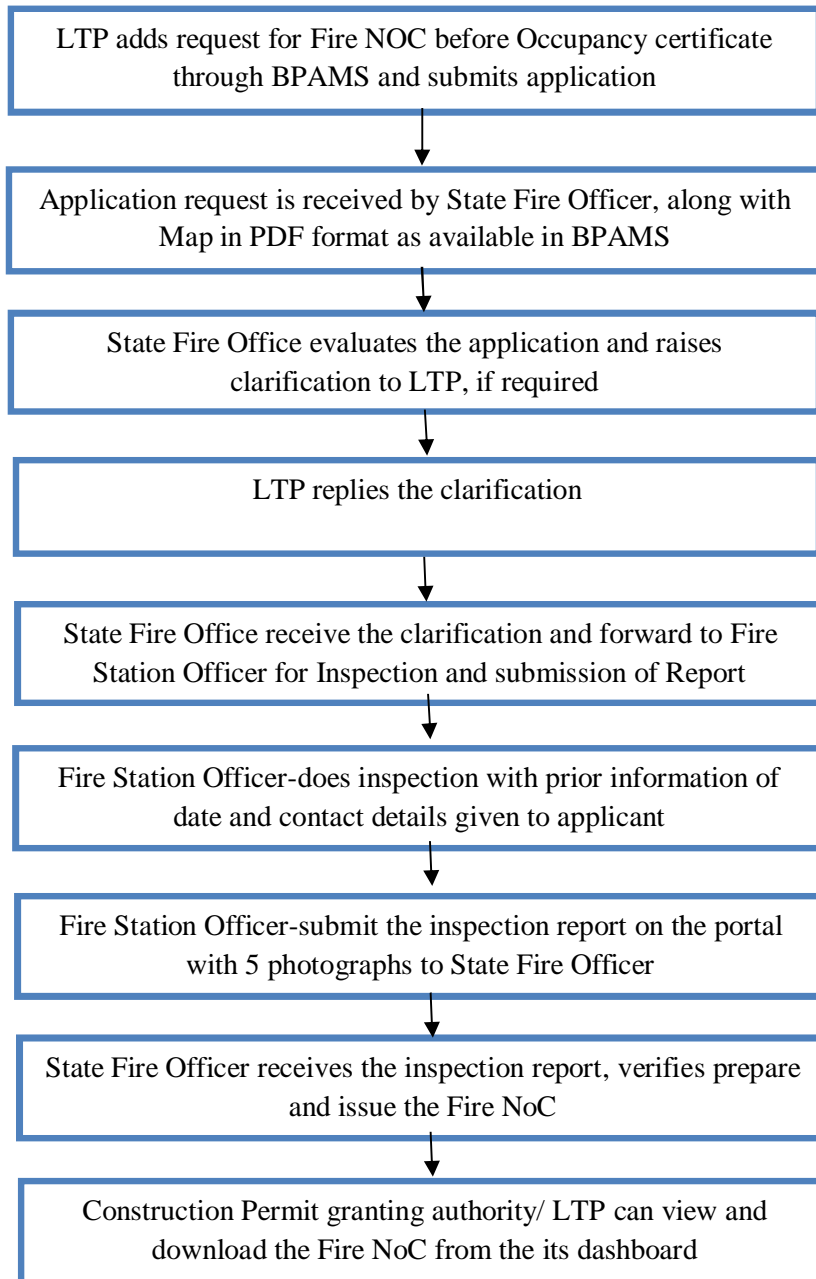 LTP adds request for Fire NOC before Occupancy certificate
through BPAMS and submits application
Application request is received by State Fire Officer, along with
Map in PDF format as available in BPAMS
State Fire Office evaluates the application and raises
clarification to LTP, if required
LTP replies the clarification
State Fire Office receive the clarification and forward to Fire
Station Officer for Inspection and submission of Report
Fire Station Officer-does inspection with prior information of
date and contact details given to applicant
Fire Station Officer-submit the inspection report on the portal
with 5 photographs to State Fire Officer
State Fire Officer receives the inspection report, verifies prepare
and issue the Fire NoC
Construction Permit granting authority/ LTP can view and
download the Fire NoC from the its dashboard